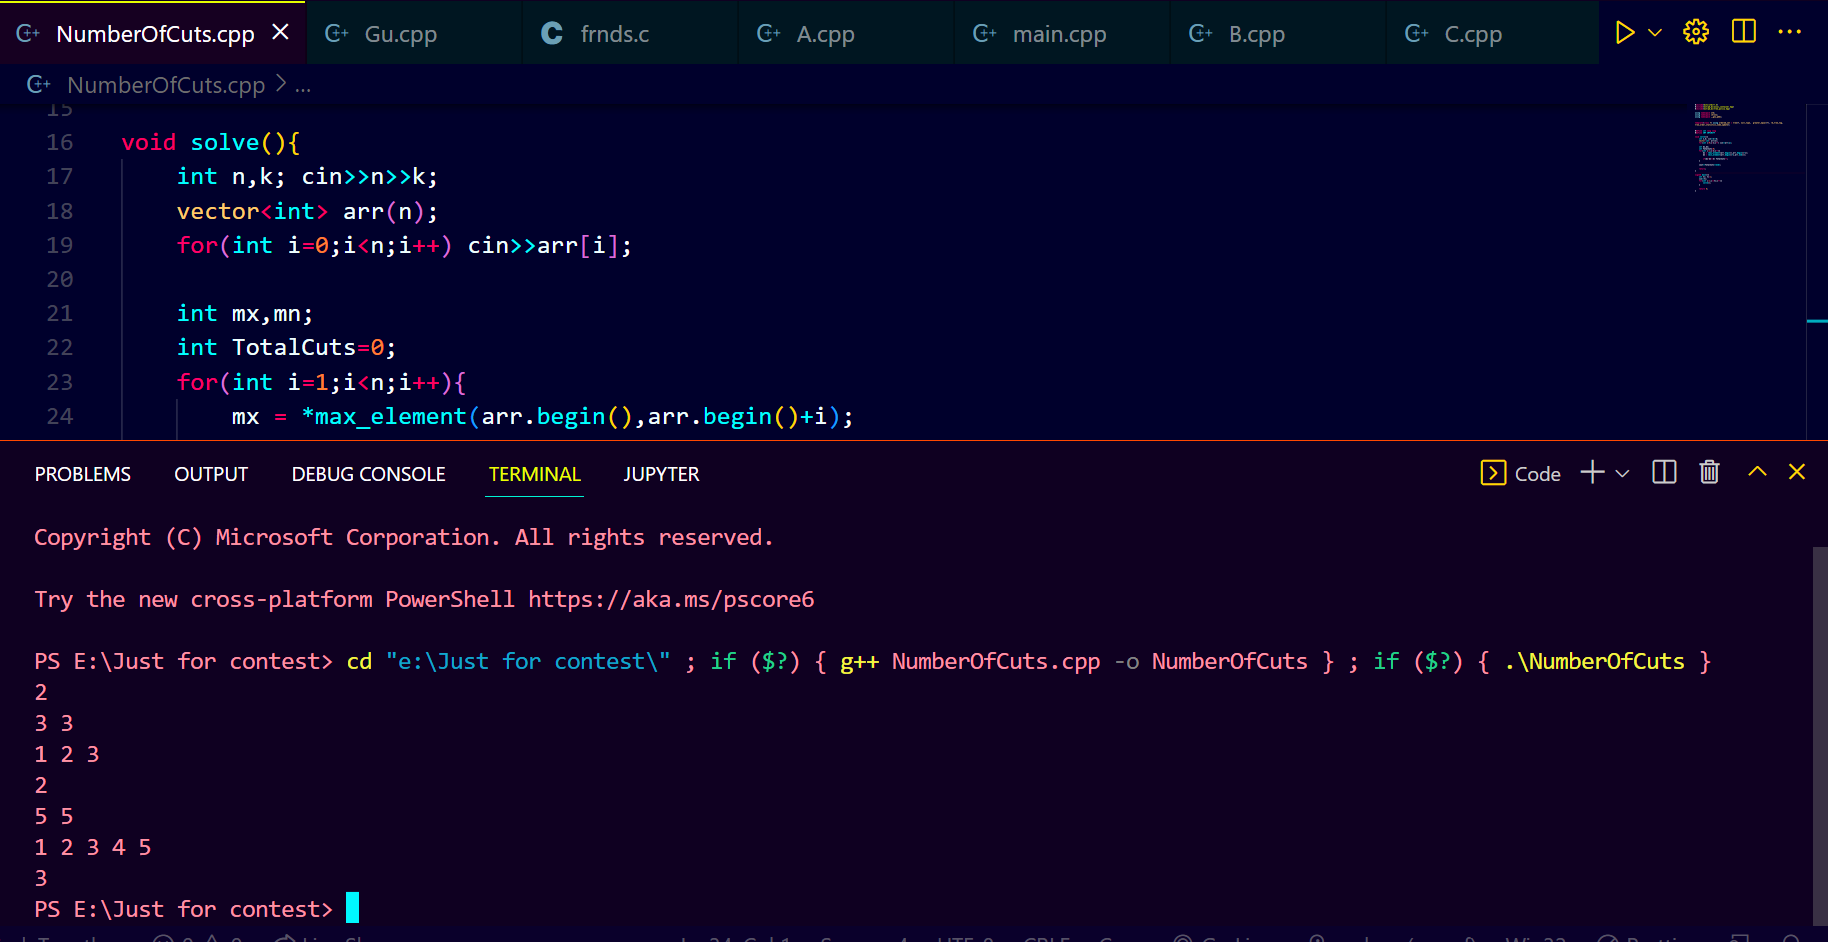 NumberOfCuts.cpp Gu.cpp frnds.c A.cpp main.cpp B.cpp C.cpp
NumberOfCuts.cpp > ...
15
16 void solve(){
17 int n,k; cin>>n>>k;
18 vector<int> arr(n);
19 for(int i=0;i<n;i++) cin>>arr[i];
20
21 int mx,mn;
22 int TotalCuts=0;
23 for(int i=1;i<n;i++){
24 mx = *max_element(arr.begin(),arr.begin()+i);
PROBLEMS OUTPUT DEBUG CONSOLE TERMINAL JUPYTER Code
Copyright (C) Microsoft Corporation. All rights reserved.
Try the new cross-platform PowerShell https://aka.ms/pscore6
PS E:\Just for contest> cd "e:\Just for contest\" ; if ($?) { g++ NumberOfCuts.cpp -o NumberOfCuts } ; if ($?) { .\NumberOfCuts }
2
3 3
1 2 3
2
5 5
1 2 3 4 5
3
PS E:\Just for contest>